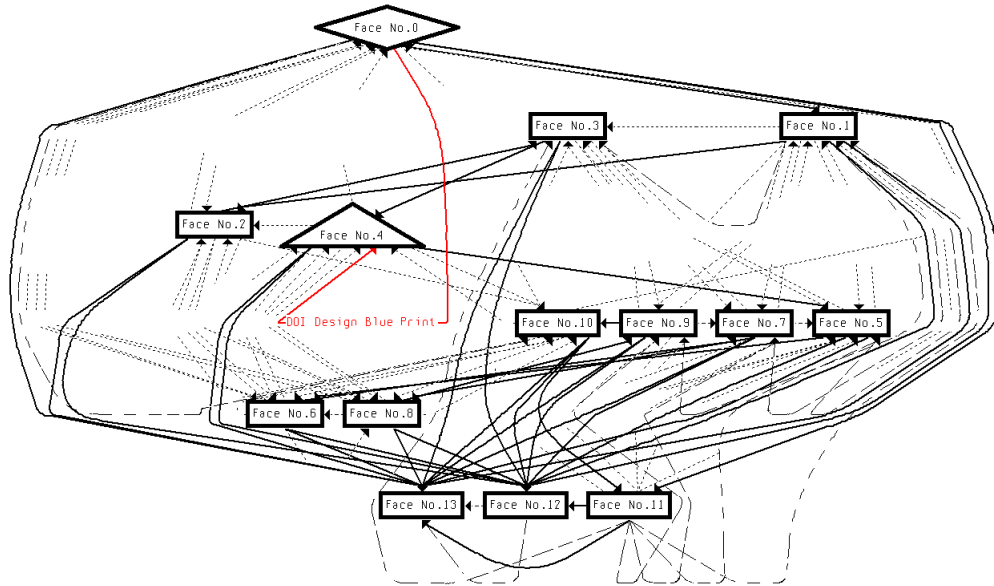 Face No.0
Face No.3
Face No.1
Face No.2
Face No.4
DDI Design Blue Print
Face No.10
Face No.9
Face No.7
Face No.5
Face No.6
Face No.8
Face No.13
Face No.12
Face No.11